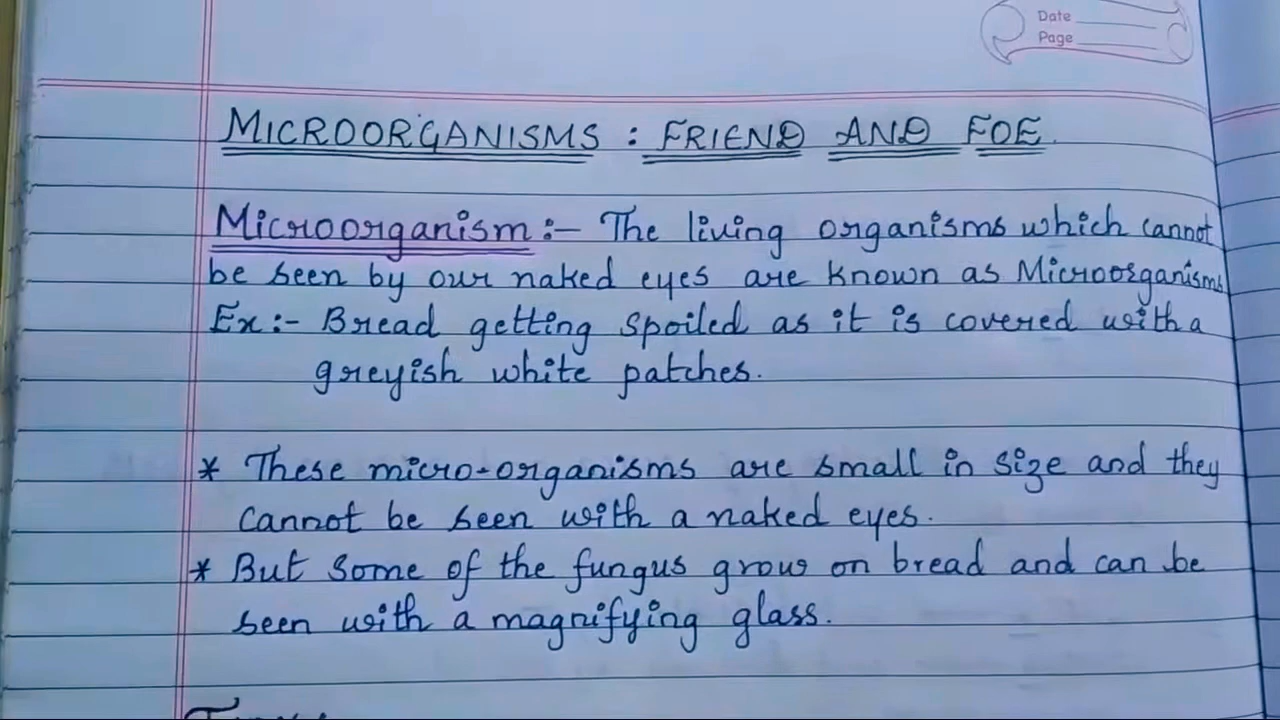 Date
Page
MICROORGANISMS : FRIEND AND FOE
Microorganism :- The living organisms which cannot
be seen by our naked eyes are known as Microorganisms
Ex:- Bread getting spoiled as it is covered with a
greyish white patches.
* These micro-organisms are small in size and they
cannot be seen with a naked eyes.
* But some of the fungus grow on bread and can be
seen with a magnifying glass.